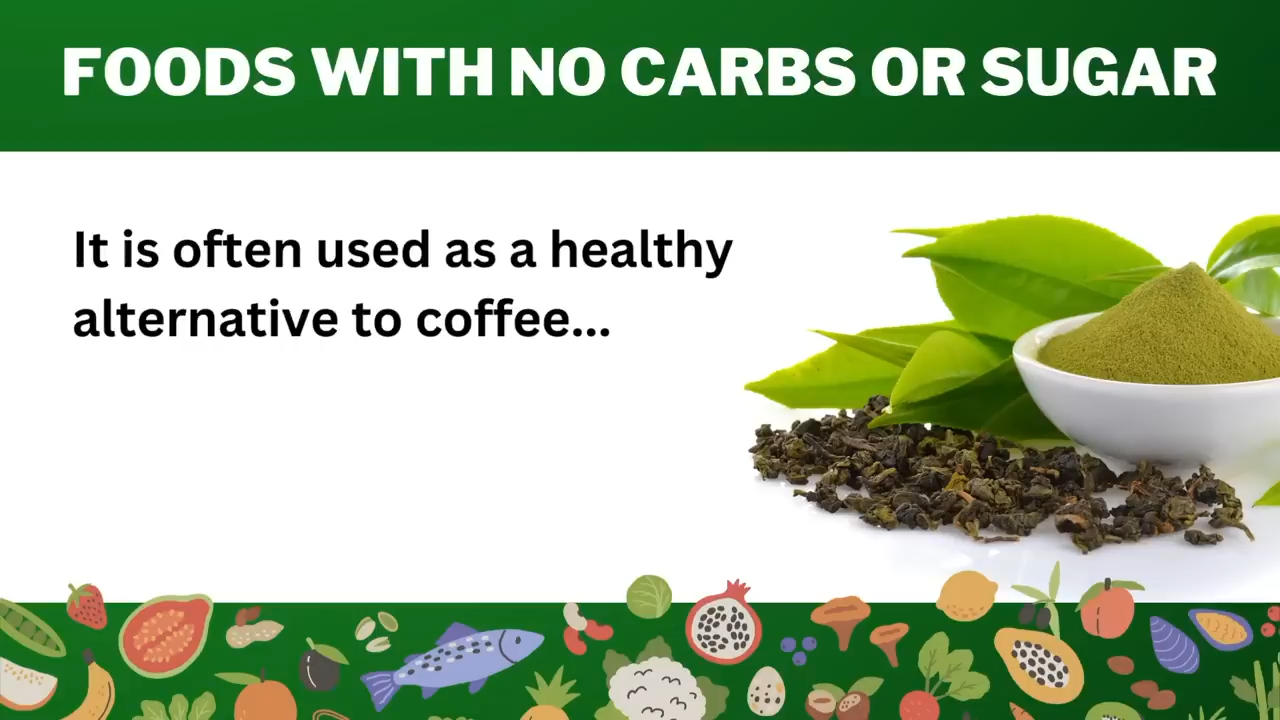 FOODS WITH NO CARBS OR SUGAR
It is often used as a healthy
alternative to coffee...